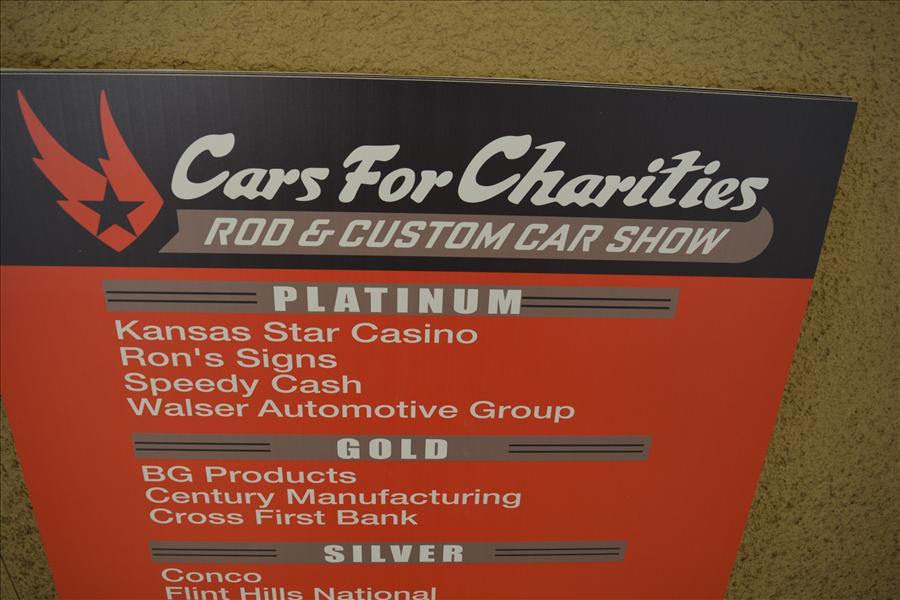 Cars For Charities
ROD & CUSTOM CAR SHOW
PLATINUM
Kansas Star Casino
Ron's Signs
Speedy Cash
Walser Automotive Group
GOLD
BG Products
Century Manufacturing
Cross First Bank
SILVER
Conco
Flint Hills National